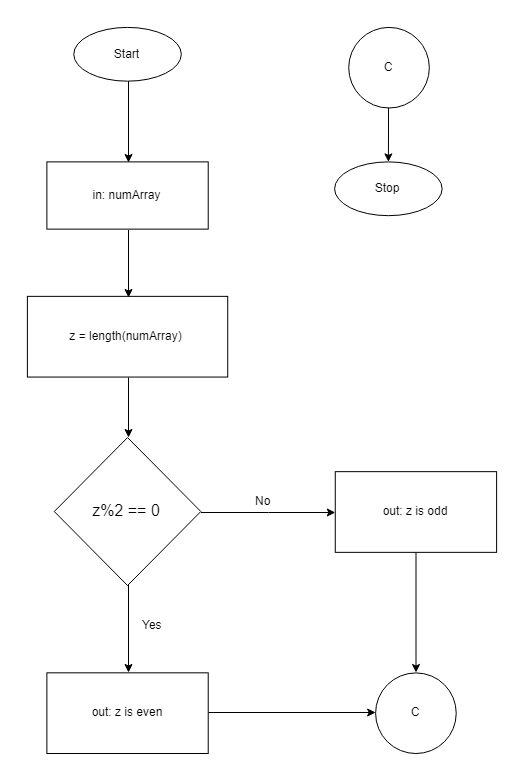 Start
C
in: numArray
Stop
z = length(numArray)
z%2 == 0
No
out: z is odd
Yes
out: z is even
C